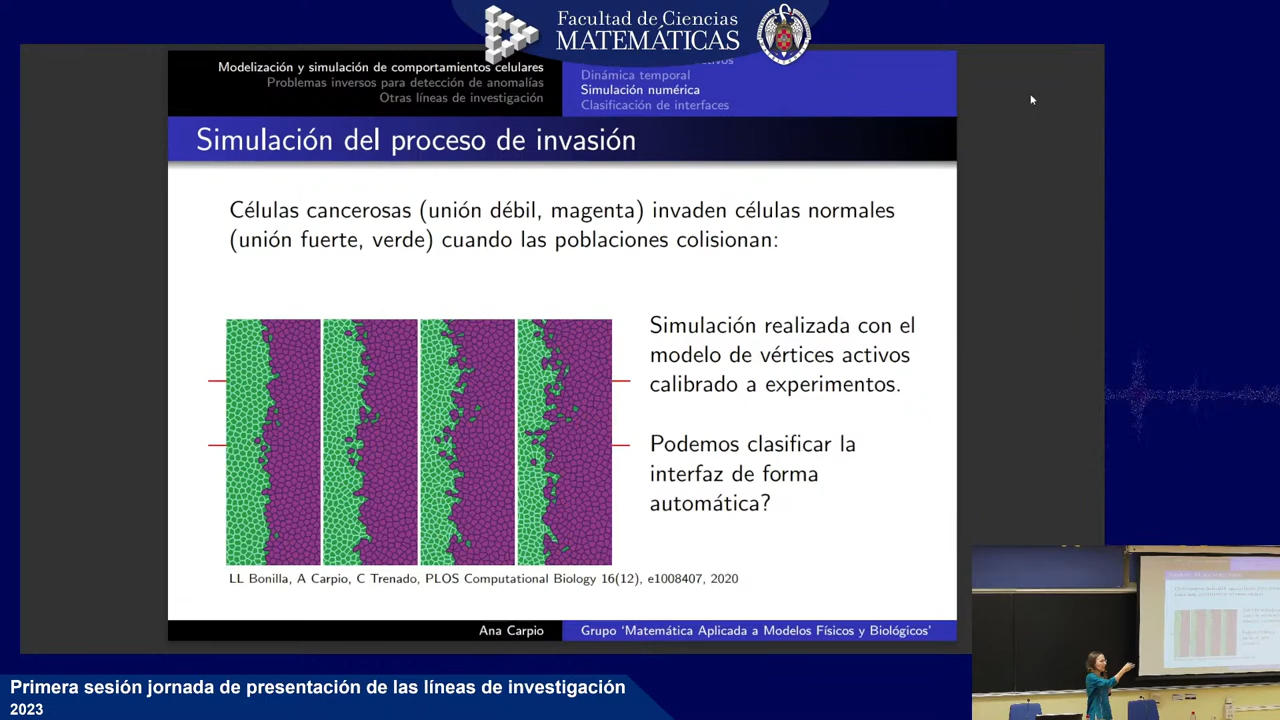 Facultad de Ciencias
MATEMÁTICAS
Modelización y simulación de comportamientos celulares
Problemas inversos para detección de anomalías
Otras líneas de investigación
Dinámica temporal
Simulación numérica
Clasificación de interfaces
Simulación del proceso de invasión
Células cancerosas (unión débil, magenta) invaden células normales
(unión fuerte, verde) cuando las poblaciones colisionan:
Simulación realizada con el
modelo de vértices activos
calibrado a experimentos.
Podemos clasificar la
interfaz de forma
automática?
LL Bonilla, A Carpio, C Trenado, PLOS Computational Biology 16(12), e1008407, 2020
Ana Carpio
Grupo ‘Matemática Aplicada a Modelos Físicos y Biológicos’
Primera sesión jornada de presentación de las líneas de investigación
2023